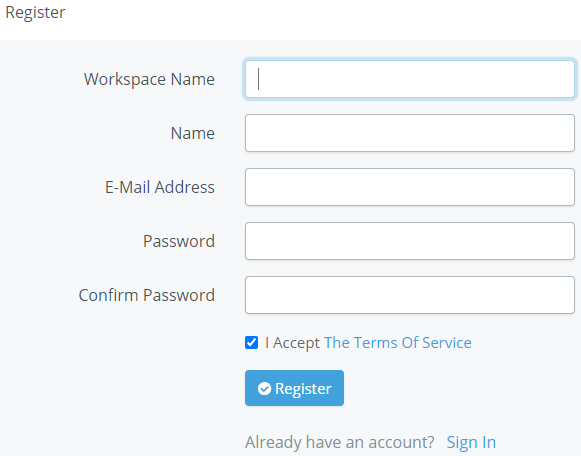 Register
Workspace Name
Name
E-Mail Address
Password
Confirm Password
I Accept The Terms Of Service
Register
Already have an account? Sign In